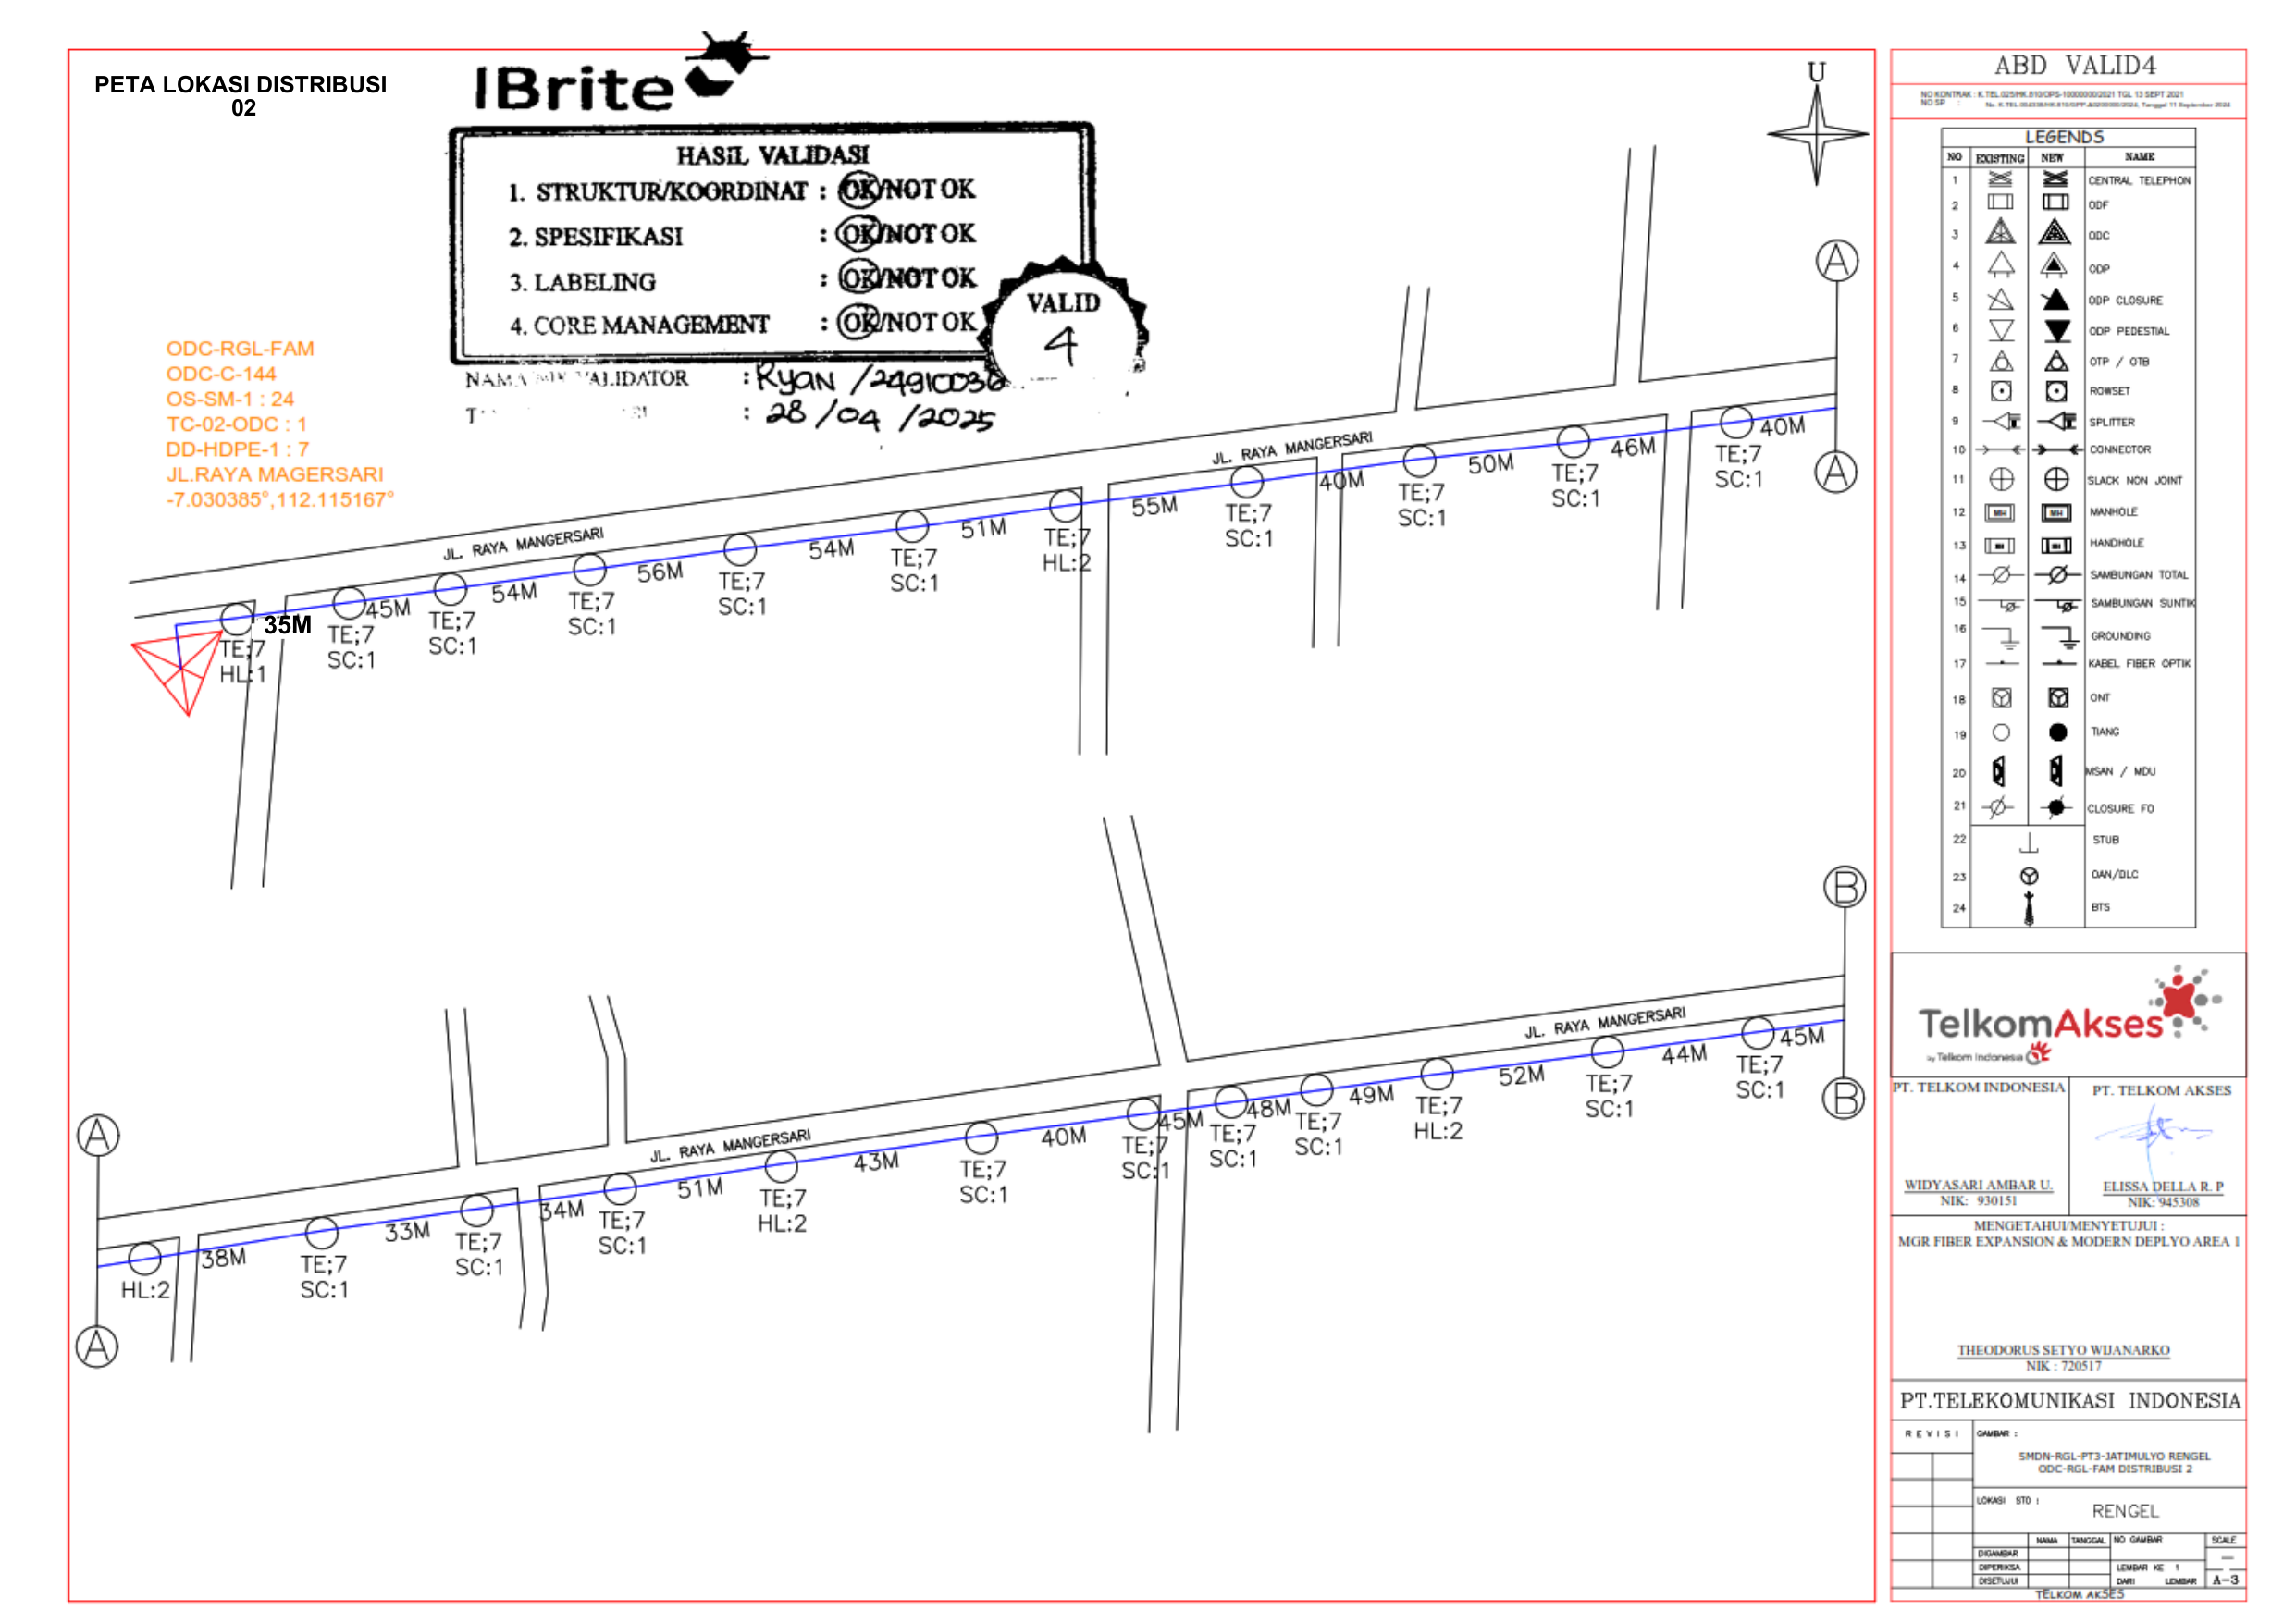 PETA LOKASI DISTRIBUSI
02
IBrite
HASIL VALIDASI
1. STRUKTUR/KOORDINAT : OK/NOT OK
2. SPESIFIKASI : OK/NOT OK
3. LABELING : OK/NOT OK
4. CORE MANAGEMENT : OK/NOT OK
VALID
4
NAMA VALIDATOR : Ryan /24910036
: 28/04/2025
U
ODC-RGL-FAM
ODC-C-144
OS-SM-1 : 24
TC-02-ODC : 1
DD-HDPE-1 : 7
JL.RAYA MAGERSARI
-7.030385°,112.115167°
A
A
JL. RAYA MANGERSARI
JL. RAYA MANGERSARI
TE;7
HL:1
35M
TE;7
SC:1
45M
TE;7
SC:1
54M
TE;7
SC:1
56M
TE;7
SC:1
54M
TE;7
SC:1
51M
TE;7
HL:2
55M
TE;7
SC:1
40M
TE;7
SC:1
50M
TE;7
SC:1
46M
TE;7
SC:1
40M
A
A
B
B
JL. RAYA MANGERSARI
JL. RAYA MANGERSARI
HL:2
38M
TE;7
SC:1
33M
TE;7
SC:1
34M
TE;7
SC:1
51M
TE;7
HL:2
43M
TE;7
SC:1
40M
TE;7
SC:1
45M
TE;7
SC:1
48M
TE;7
SC:1
49M
TE;7
HL:2
52M
TE;7
SC:1
44M
TE;7
SC:1
45M
ABD VALID4
NO KONTRAK : K.TEL.025/HK.810/OPS-10000000/2021 TGL 13 SEPT 2021
NO SP :
LEGENDS
NO EXISTING NEW NAME
1 CENTRAL TELEPHON
2 ODF
3 ODC
4 ODP
5 ODP CLOSURE
6 ODP PEDESTIAL
7 OTP / OTB
8 ROWSET
9 SPLITTER
10 CONNECTOR
11 SLACK NON JOINT
12 MH MH MANHOLE
13 HANDHOLE
14 SAMBUNGAN TOTAL
15 SAMBUNGAN SUNTIK
16 GROUNDING
17 KABEL FIBER OPTIK
18 ONT
19 TIANG
20 MSAN / MDU
21 CLOSURE FO
22 STUB
23 OAN/DLC
24 BTS
TelkomAkses
by Telkom Indonesia
PT. TELKOM INDONESIA
WIDYASARI AMBAR U.
NIK: 930151
PT. TELKOM AKSES
ELISSA DELLA R. P
NIK: 945308
MENGETAHUI/MENYETUJUI :
MGR FIBER EXPANSION & MODERN DEPLYO AREA 1
THEODORUS SETYO WIJANARKO
NIK : 720517
PT.TELEKOMUNIKASI INDONESIA
REVISI
GAMBAR :
SMDN-RGL-PT3-JATIMULYO RENGEL
ODC-RGL-FAM DISTRIBUSI 2
LOKASI STO :
RENGEL
NAMA TANGGAL NO GAMBAR SCALE
DIGAMBAR
DIPERIKSA LEMBAR KE 1
DISETUJUI DARI LEMBAR A-3
TELKOM AKSES